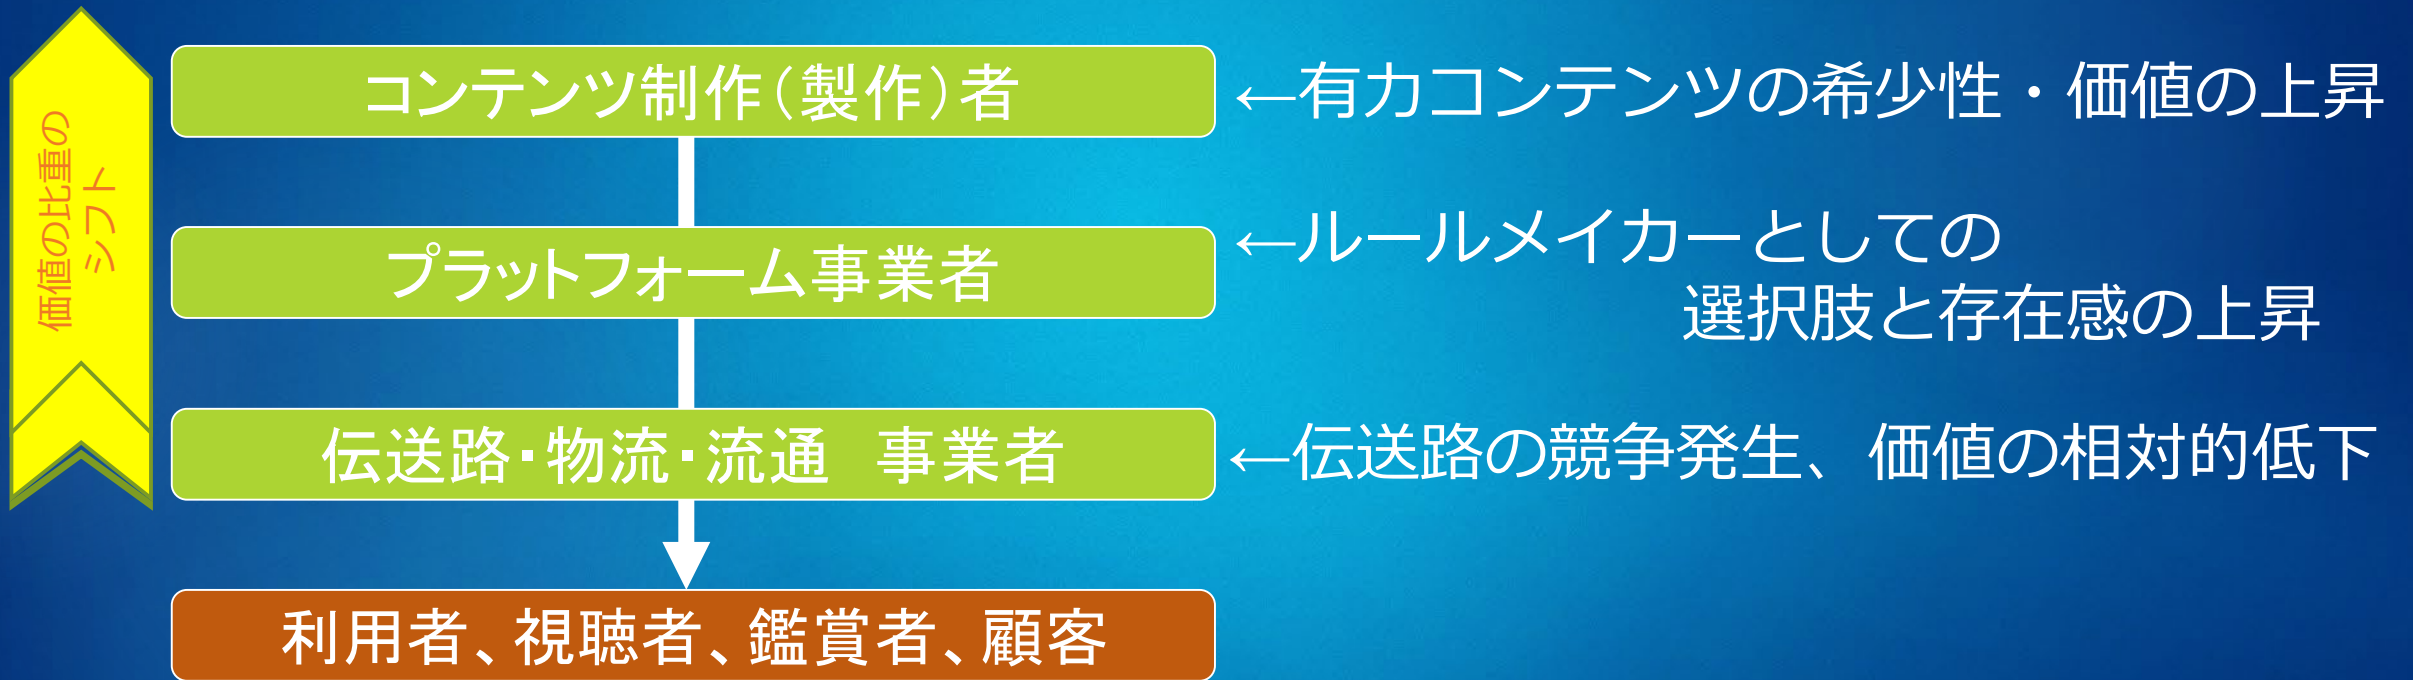 価値の比重の
シフト
コンテンツ制作(製作)者
←有力コンテンツの希少性・価値の上昇
プラットフォーム事業者
←ルールメイカーとしての
選択肢と存在感の上昇
伝送路・物流・流通　事業者
←伝送路の競争発生、価値の相対的低下
利用者、視聴者、鑑賞者、顧客